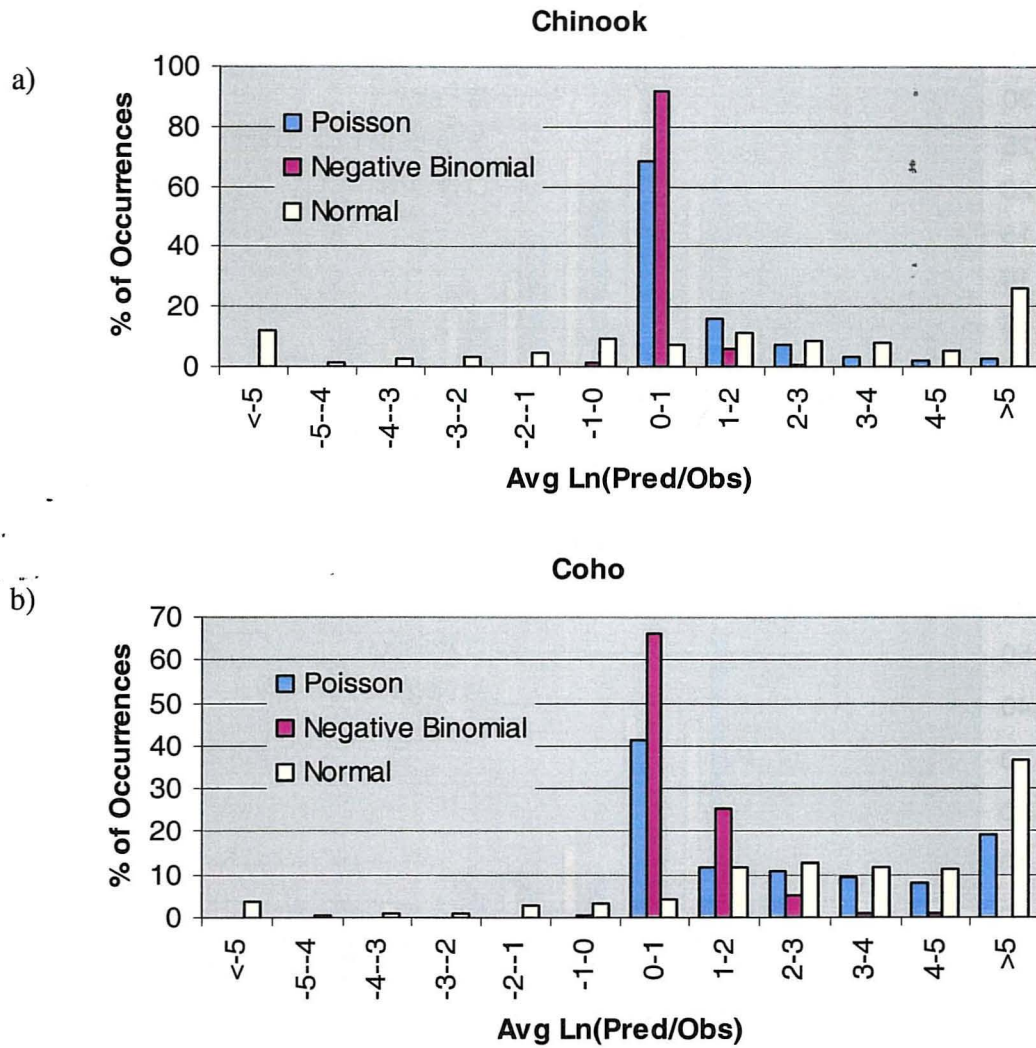 Chinook
a)
% of Occurrences
100
80
60
40
20
0
Poisson
Negative Binomial
Normal
<-5
-5--4
-4--3
-3--2
-2--1
-1-0
0-1
1-2
2-3
3-4
4-5
>5
Avg Ln(Pred/Obs)
Coho
b)
% of Occurrences
70
60
50
40
30
20
10
0
Poisson
Negative Binomial
Normal
<-5
-5--4
-4--3
-3--2
-2--1
-1-0
0-1
1-2
2-3
3-4
4-5
>5
Avg Ln(Pred/Obs)